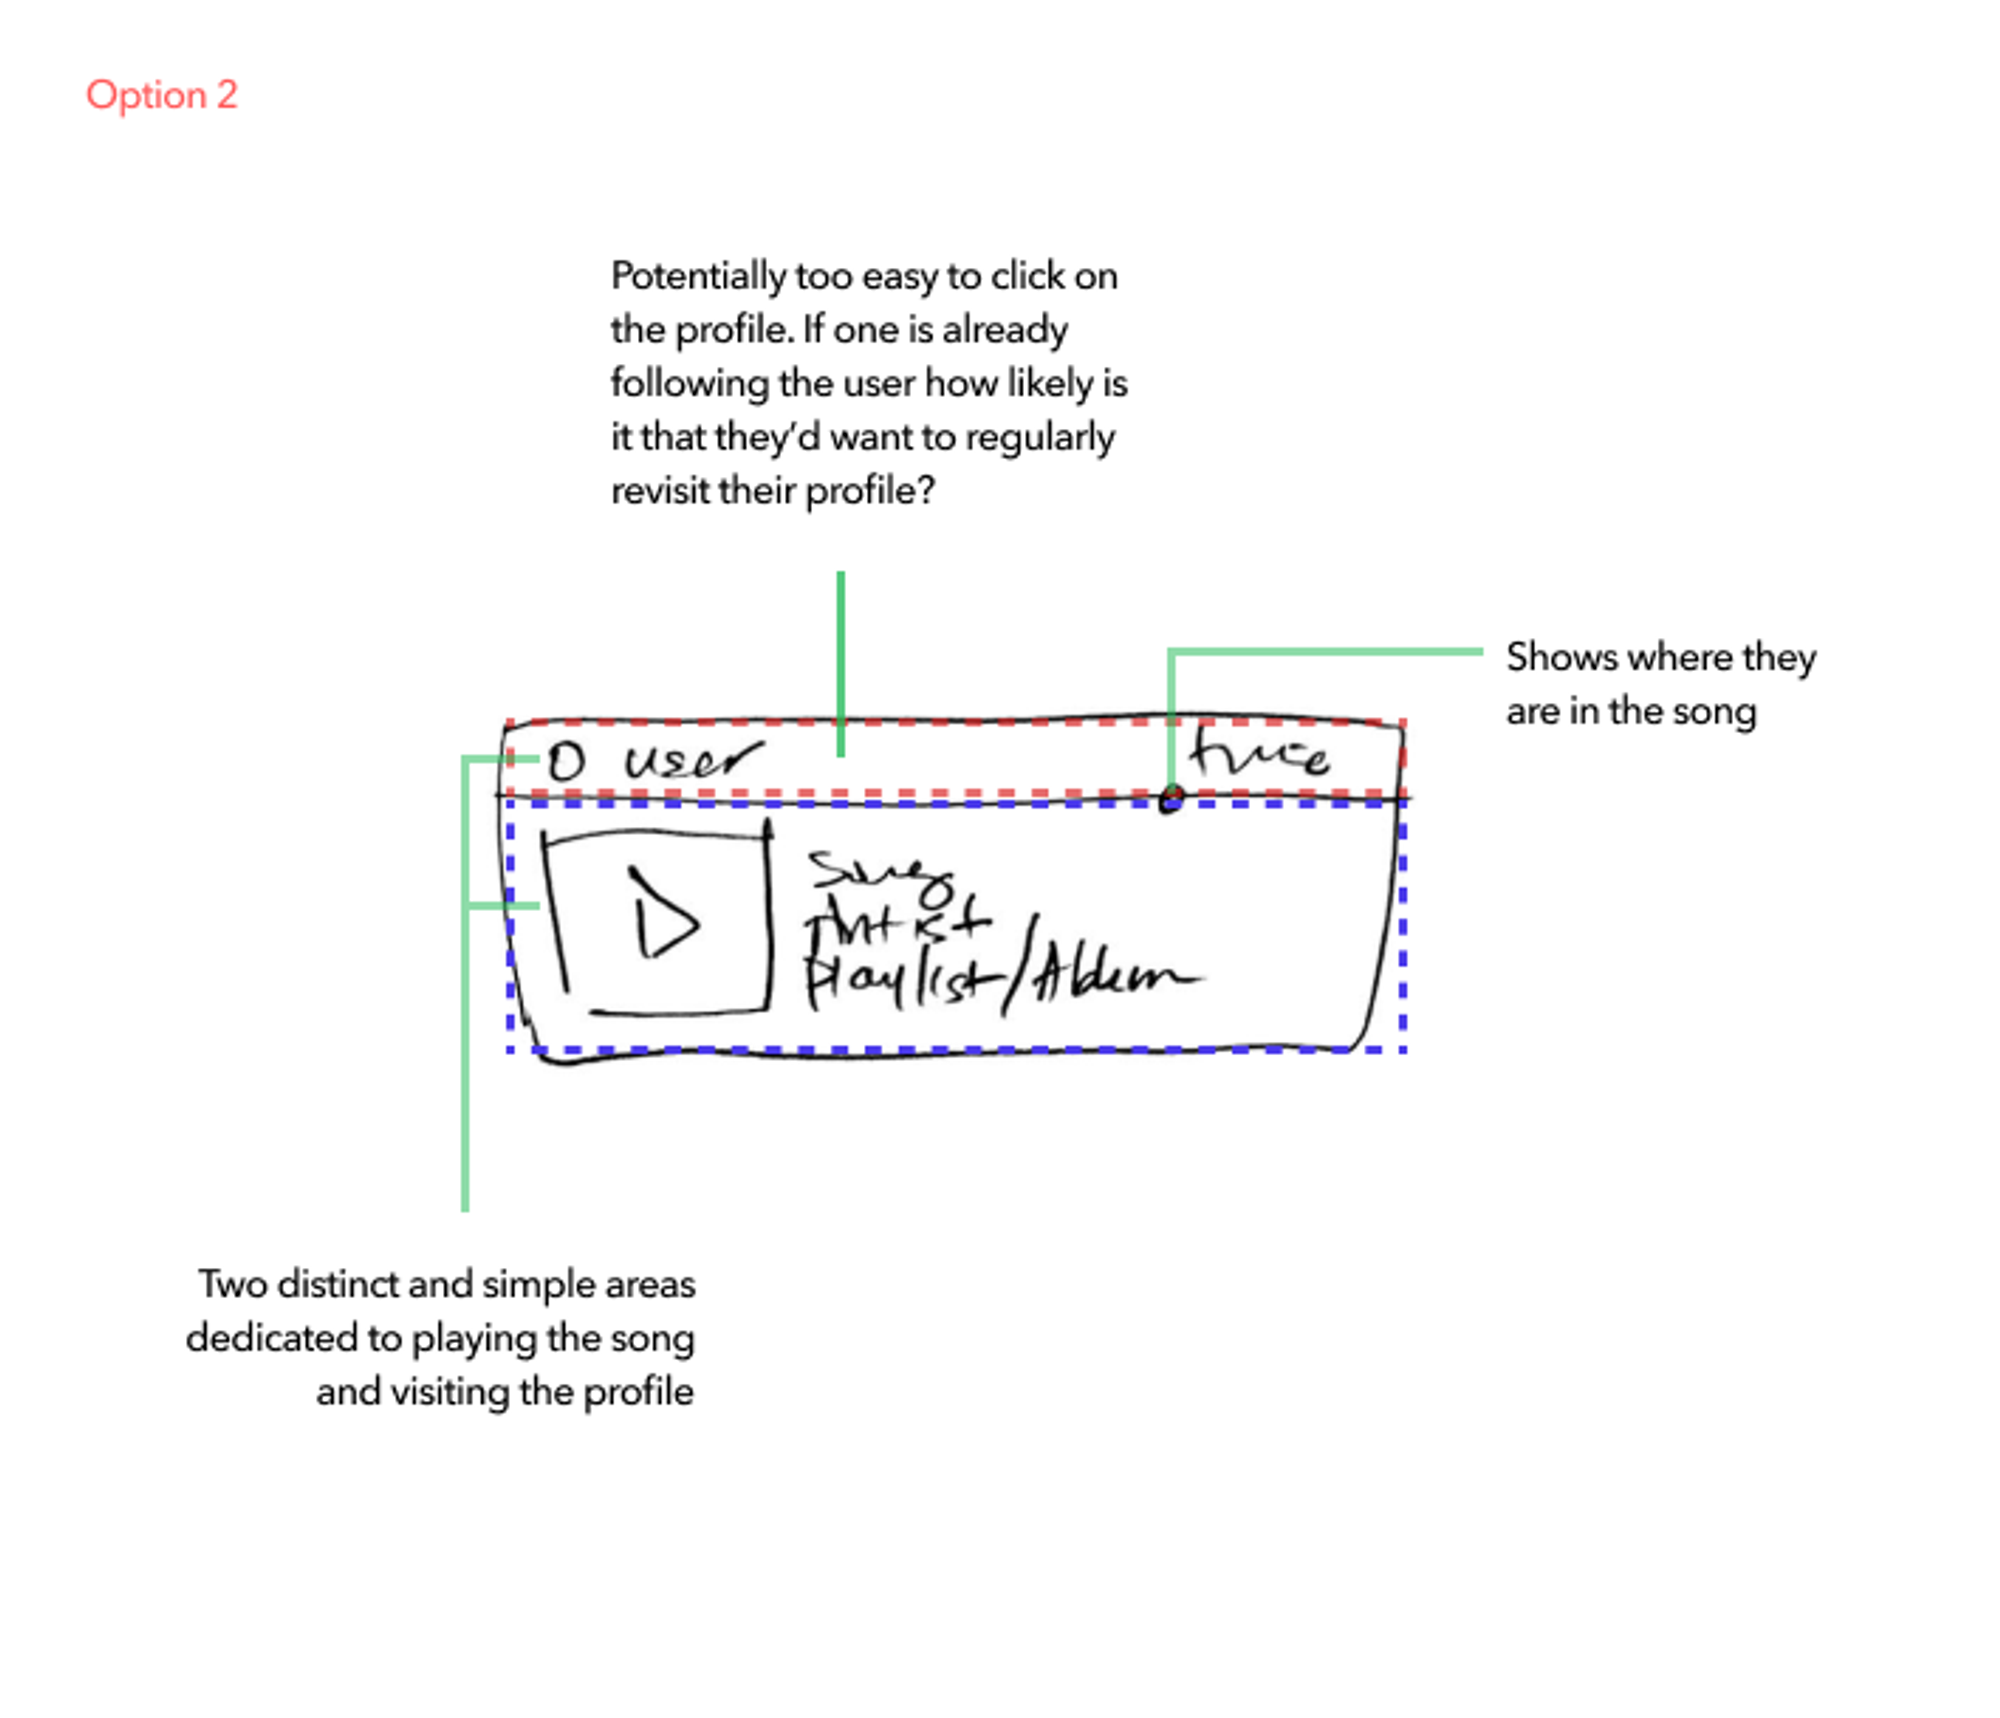 Option 2
Potentially too easy to click on
the profile. If one is already
following the user how likely is
it that they'd want to regularly
revisit their profile?
Shows where they
are in the song
user
time
Song
Artist
Playlist/Album
Two distinct and simple areas
dedicated to playing the song
and visiting the profile